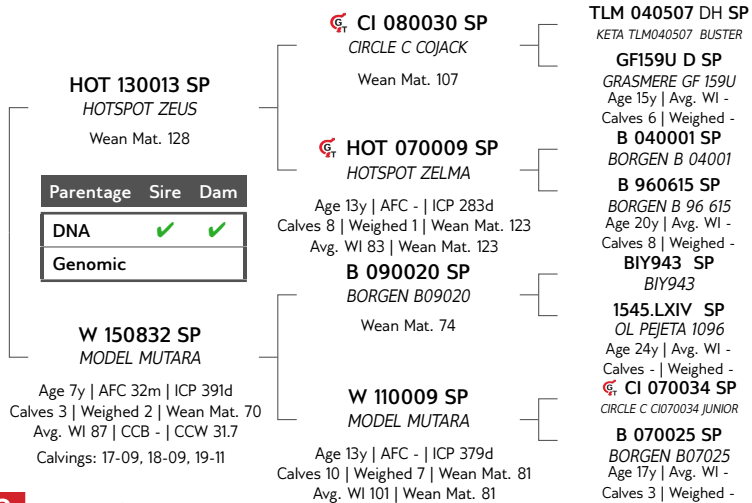 HOT 130013 SP
HOTSPOT ZEUS
Wean Mat. 128
Parentage Sire Dam
DNA ✔ ✔
Genomic
W 150832 SP
MODEL MUTARA
Age 7y | AFC 32m | ICP 391d
Calves 3 | Weighed 2 | Wean Mat. 70
Avg. WI 87 | CCB - | CCW 31.7
Calvings: 17-09, 18-09, 19-11
GT CI 080030 SP
CIRCLE C COJACK
Wean Mat. 107
GT HOT 070009 SP
HOTSPOT ZELMA
Age 13y | AFC - | ICP 283d
Calves 8 | Weighed 1 | Wean Mat. 123
Avg. WI 83 | Wean Mat. 123
B 090020 SP
BORGEN B09020
Wean Mat. 74
W 110009 SP
MODEL MUTARA
Age 13y | AFC - | ICP 379d
Calves 10 | Weighed 7 | Wean Mat. 81
Avg. WI 101 | Wean Mat. 81
TLM 040507 DH SP
KETA TLM040507 BUSTER
GF159U D SP
GRASMERE GF 159U
Age 15y | Avg. WI -
Calves 6 | Weighed -
B 040001 SP
BORGEN B 04001
B 960615 SP
BORGEN B 96 615
Age 20y | Avg. WI -
Calves 8 | Weighed -
BIY943 SP
BIY943
1545.LXIV SP
OL PEJETA 1096
Age 24y | Avg. WI -
Calves - | Weighed -
GT CI 070034 SP
CIRCLE C CI070034 JUNIOR
B 070025 SP
BORGEN B07025
Age 17y | Avg. WI -
Calves 3 | Weighed -